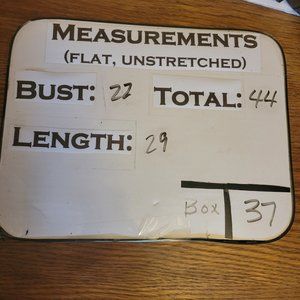 MEASUREMENTS
(FLAT, UNSTRETCHED)
BUST: 22 TOTAL: 44
LENGTH: 29
Box 37